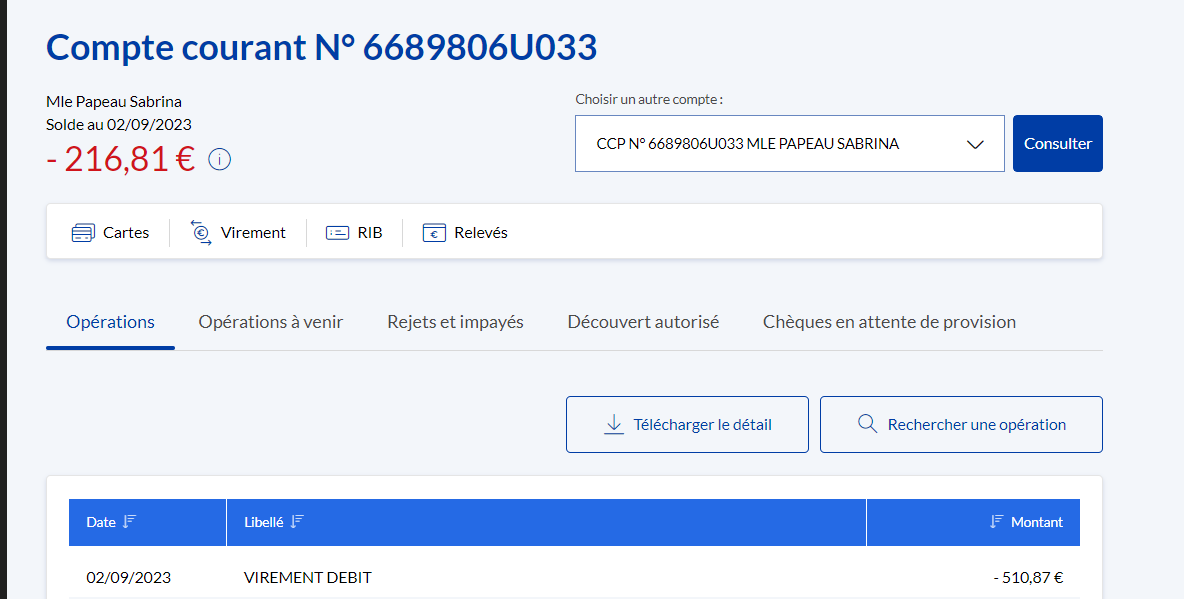 Compte courant N° 6689806U033
Mle Papeau Sabrina
Solde au 02/09/2023
- 216,81 €
Choisir un autre compte :
CCP N° 6689806U033 MLE PAPEAU SABRINA
Consulter
Cartes
Virement
RIB
Relevés
Opérations
Opérations à venir
Rejets et impayés
Découvert autorisé
Chèques en attente de provision
Télécharger le détail
Rechercher une opération
Date
Libellé
Montant
02/09/2023
VIREMENT DEBIT
- 510,87 €